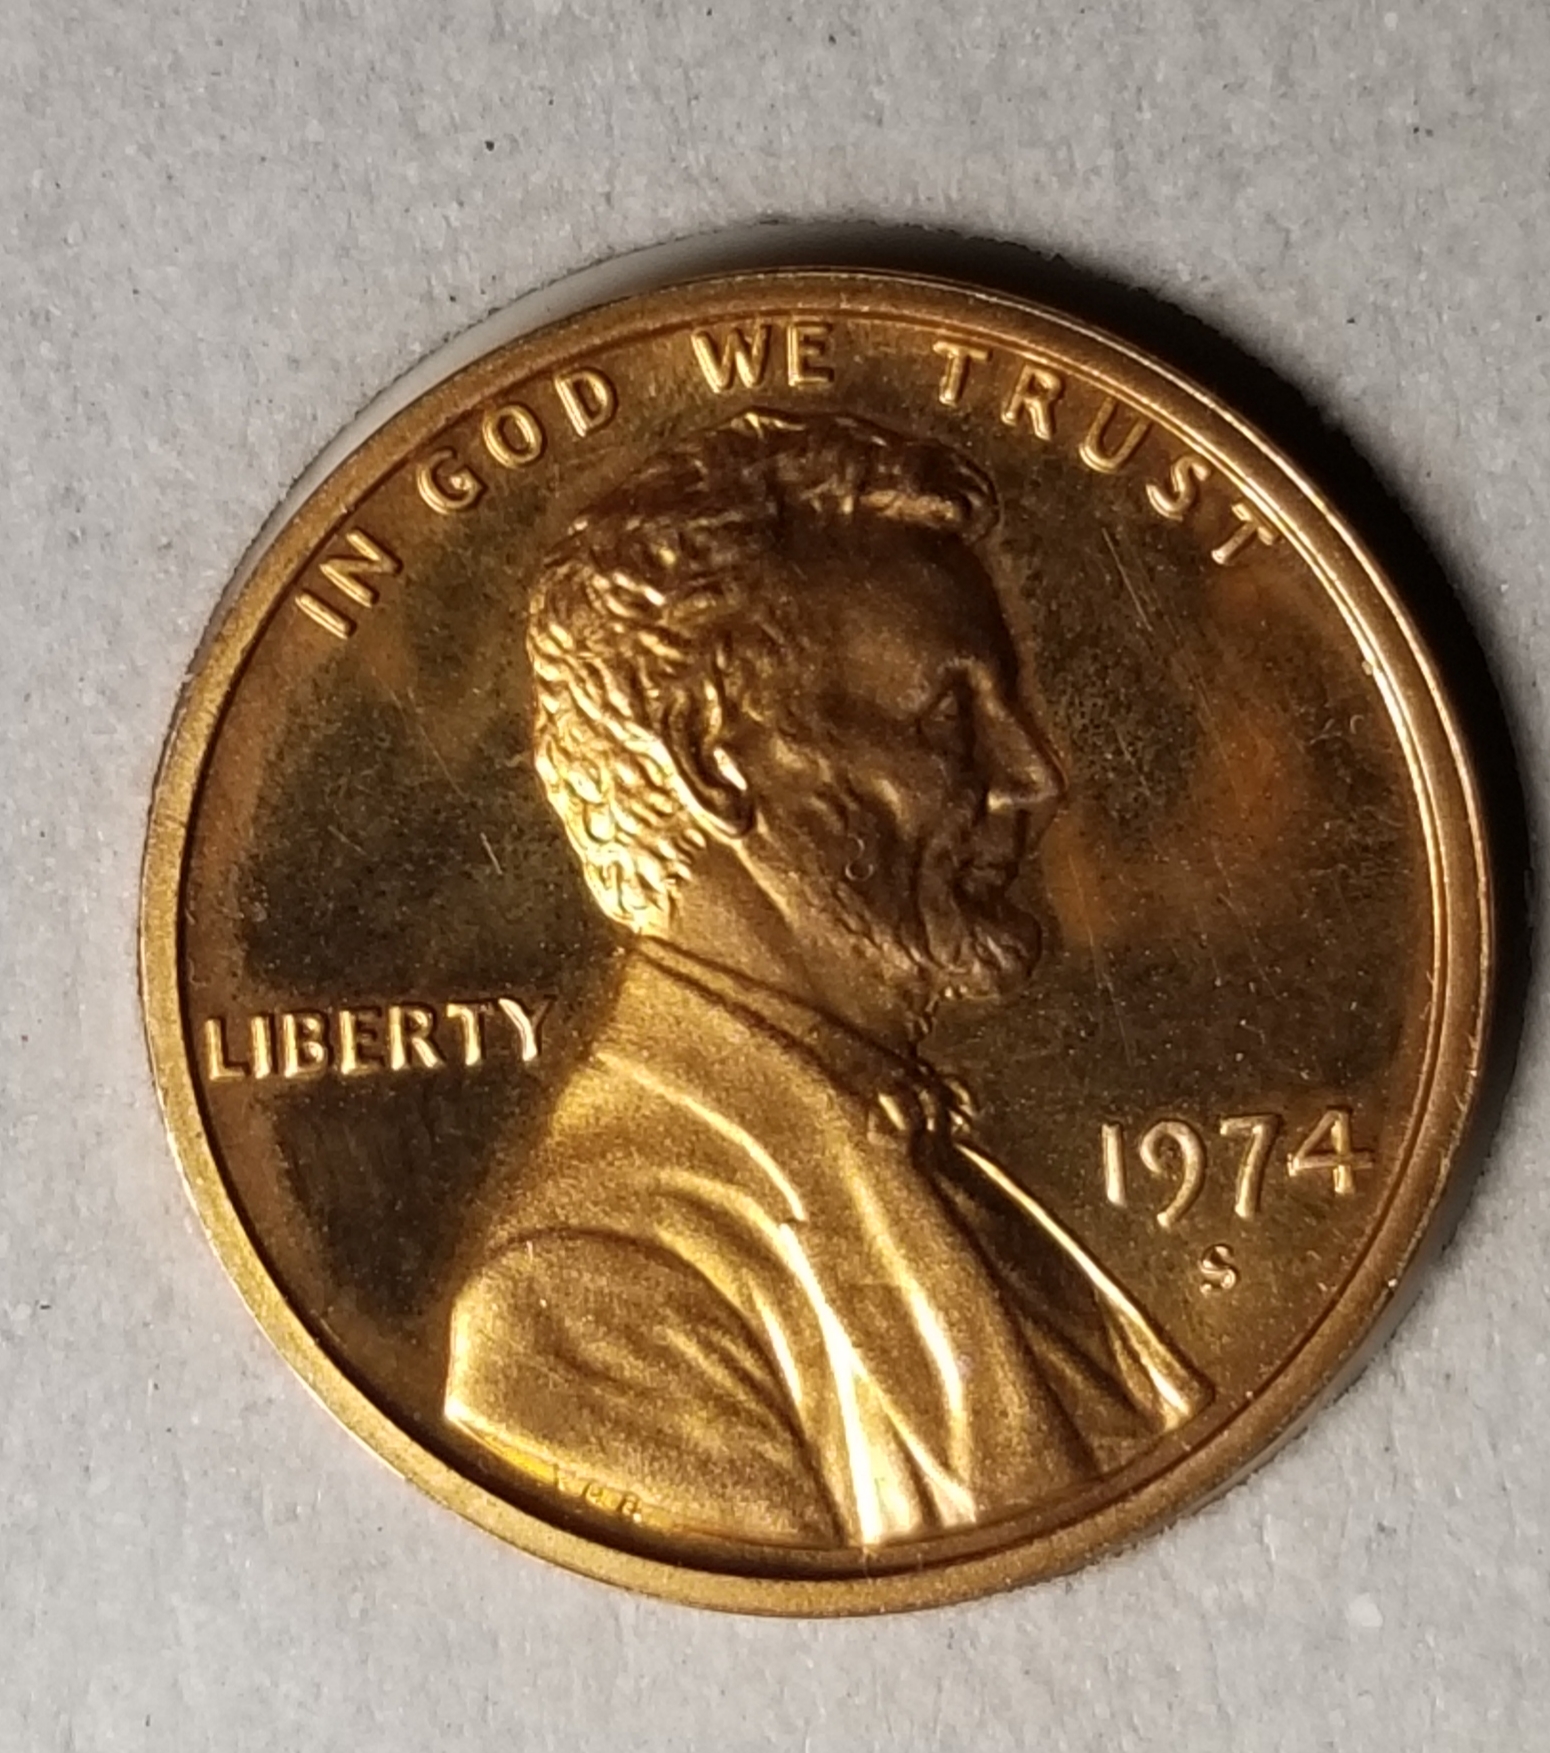 IN GOD WE TRUST
LIBERTY
1974
S